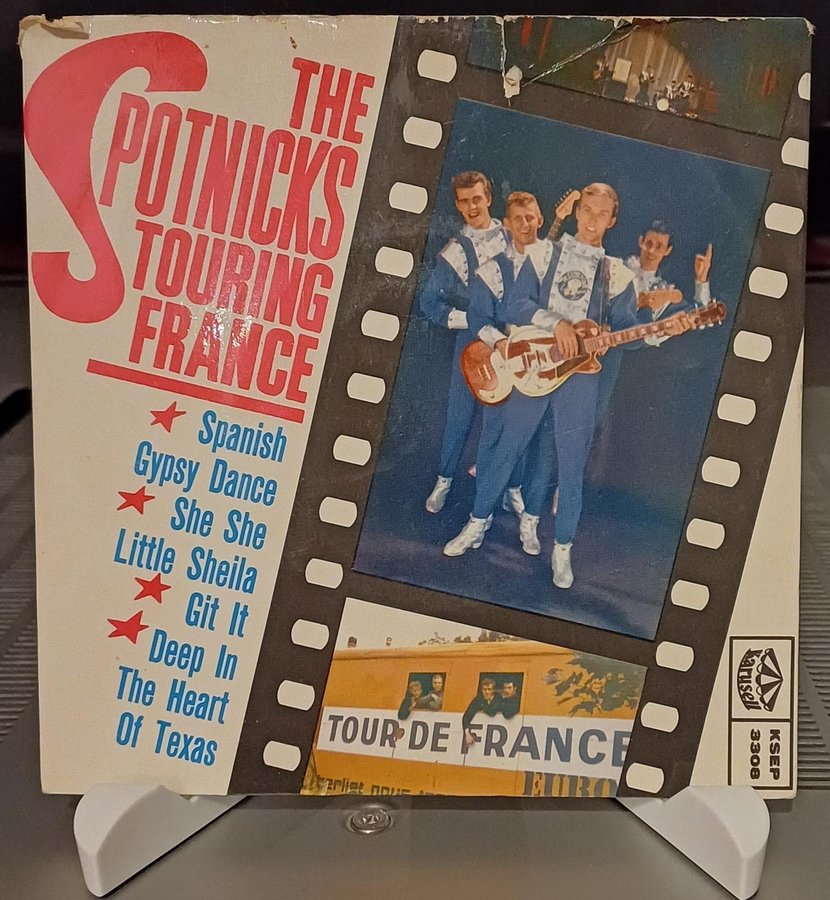 THE
SPOTNICKS
TOURING
FRANCE
Spanish
Gypsy Dance
She She
Little Sheila
Git It
Deep In
The Heart
Of Texas
TOUR DE FRANCE
EURO
Karusell
KSEP
3308